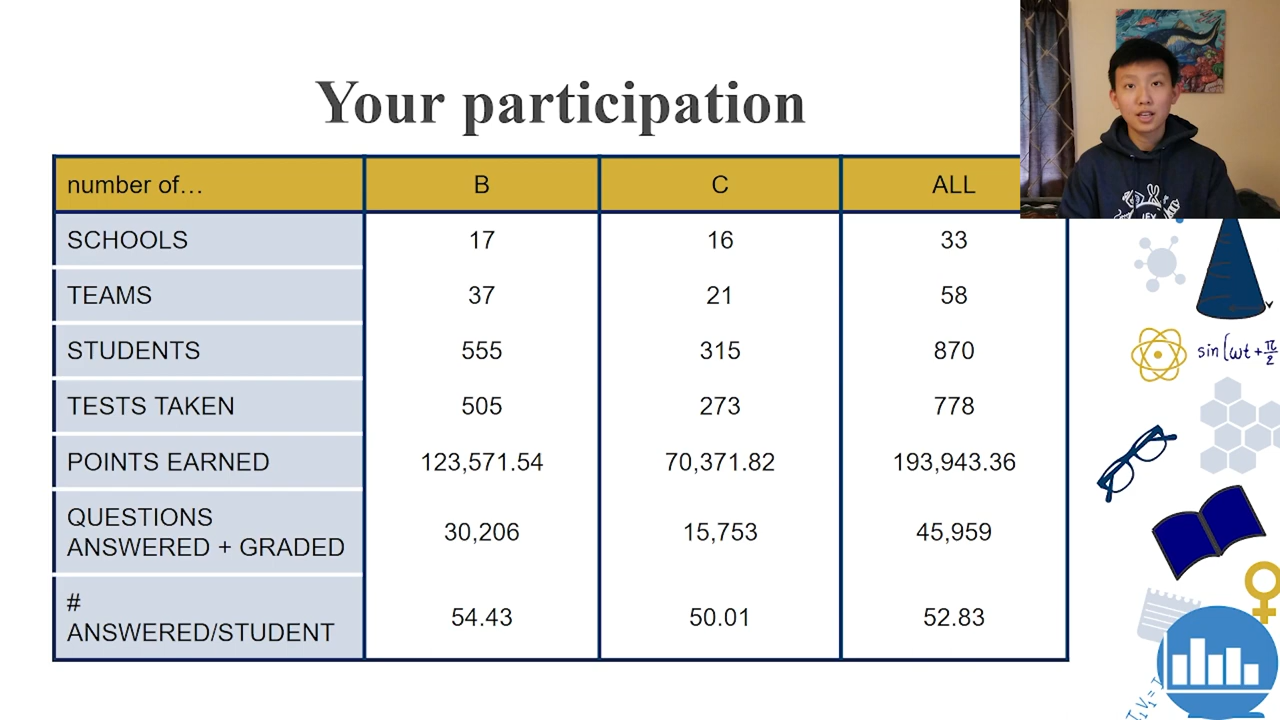 Your participation
number of… B C ALL
SCHOOLS 17 16 33
TEAMS 37 21 58
STUDENTS 555 315 870
TESTS TAKEN 505 273 778
POINTS EARNED 123,571.54 70,371.82 193,943.36
QUESTIONS
ANSWERED + GRADED 30,206 15,753 45,959
#
ANSWERED/STUDENT 54.43 50.01 52.83
sin(ωt + π/2